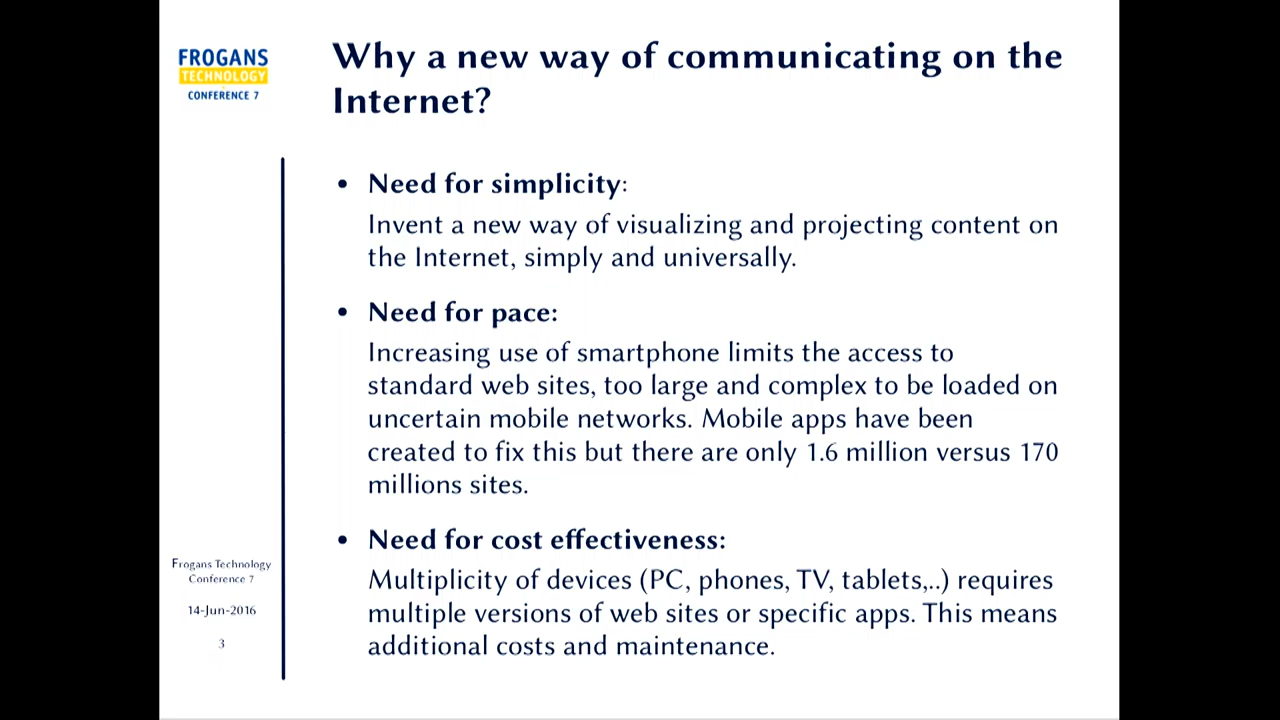 FROGANS
TECHNOLOGY
CONFERENCE 7
Why a new way of communicating on the
Internet?
• Need for simplicity:
Invent a new way of visualizing and projecting content on
the Internet, simply and universally.
• Need for pace:
Increasing use of smartphone limits the access to
standard web sites, too large and complex to be loaded on
uncertain mobile networks. Mobile apps have been
created to fix this but there are only 1.6 million versus 170
millions sites.
• Need for cost effectiveness:
Multiplicity of devices (PC, phones, TV, tablets,..) requires
multiple versions of web sites or specific apps. This means
additional costs and maintenance.
Frogans Technology
Conference 7
14-Jun-2016
3